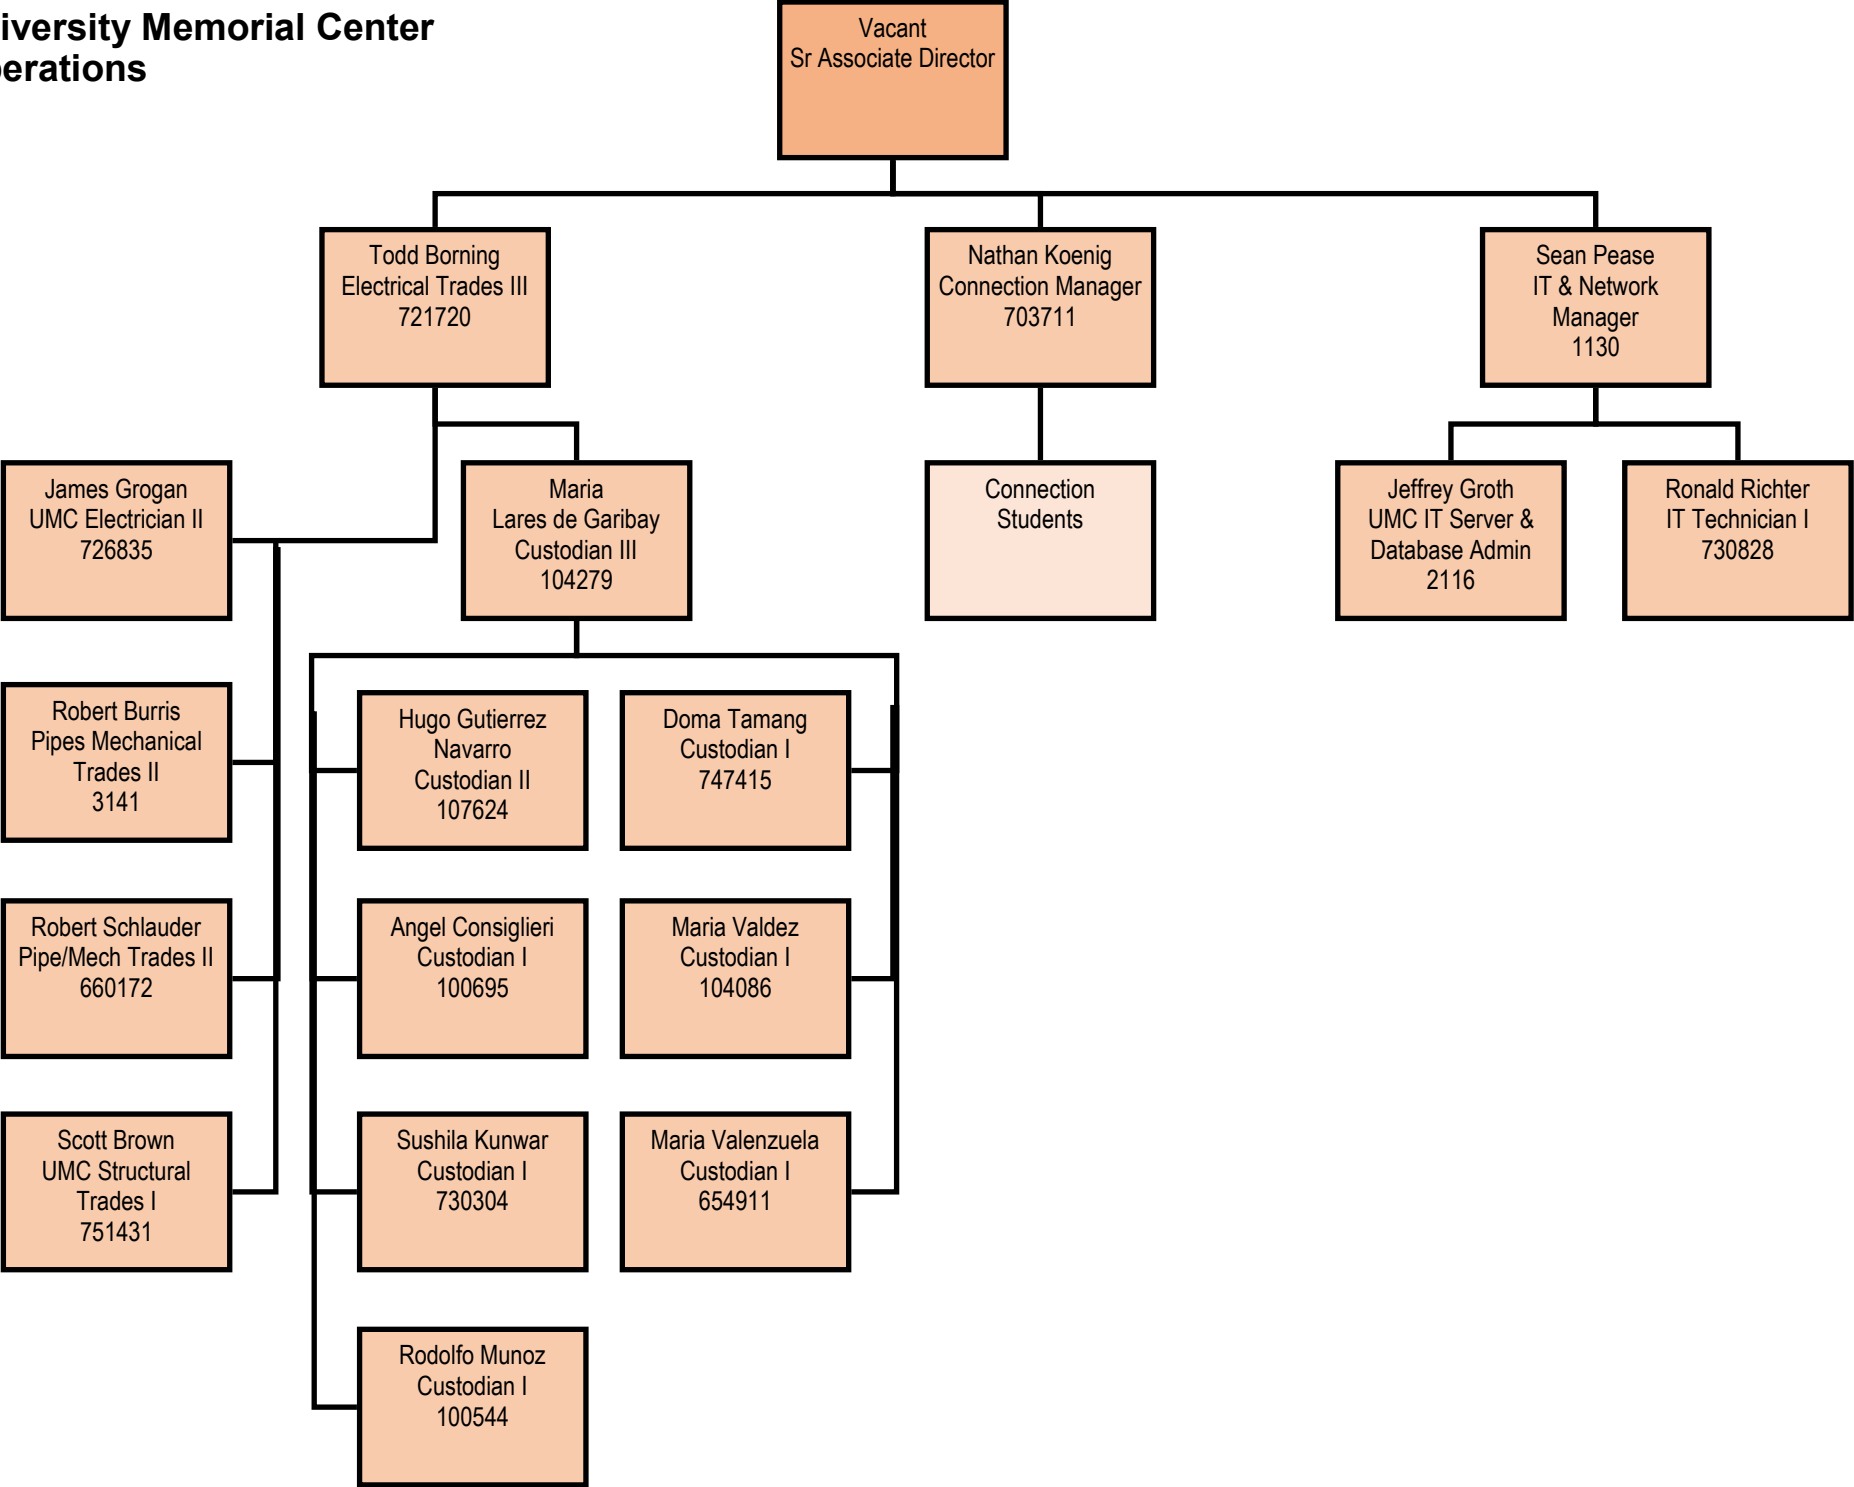 iversity Memorial Center
erations
Vacant
Sr Associate Director
Todd Borning
Electrical Trades III
721720
Nathan Koenig
Connection Manager
703711
Sean Pease
IT & Network
Manager
1130
James Grogan
UMC Electrician II
726835
Maria
Lares de Garibay
Custodian III
104279
Connection
Students
Jeffrey Groth
UMC IT Server &
Database Admin
2116
Ronald Richter
IT Technician I
730828
Robert Burris
Pipes Mechanical
Trades II
3141
Hugo Gutierrez
Navarro
Custodian II
107624
Doma Tamang
Custodian I
747415
Robert Schlauder
Pipe/Mech Trades II
660172
Angel Consiglieri
Custodian I
100695
Maria Valdez
Custodian I
104086
Scott Brown
UMC Structural
Trades I
751431
Sushila Kunwar
Custodian I
730304
Maria Valenzuela
Custodian I
654911
Rodolfo Munoz
Custodian I
100544